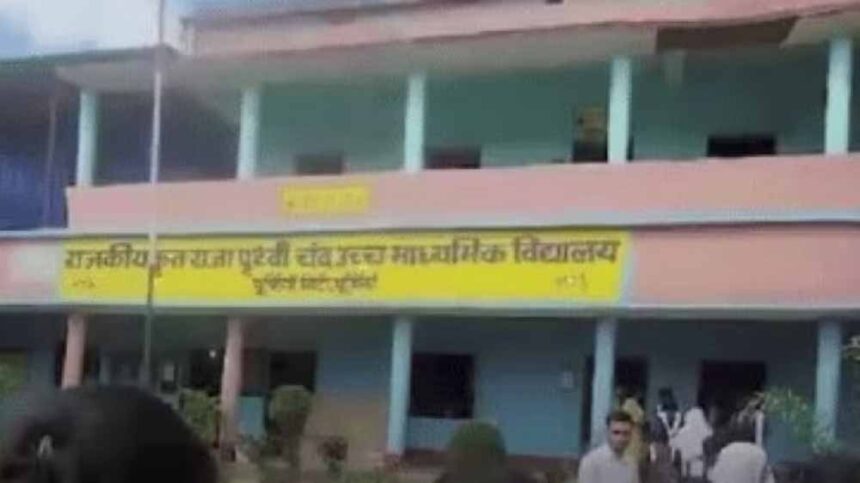 राजकीयकृत राजा पृथ्वी चंद उच्च माध्यमिक विद्यालय
पूर्णियाँ सिटी, पूर्णियाँ